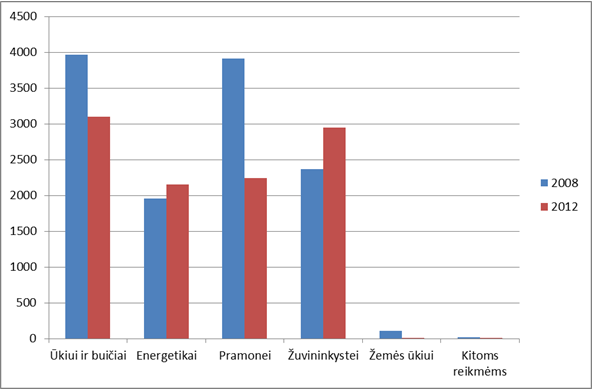 4500
4000
3500
3000
2500
2000
1500
1000
500
0
Ūkiui ir buičiai
Energetikai
Pramonei
Žuvininkystei
Žemės ūkiui
Kitoms
reikmėms
2008
2012